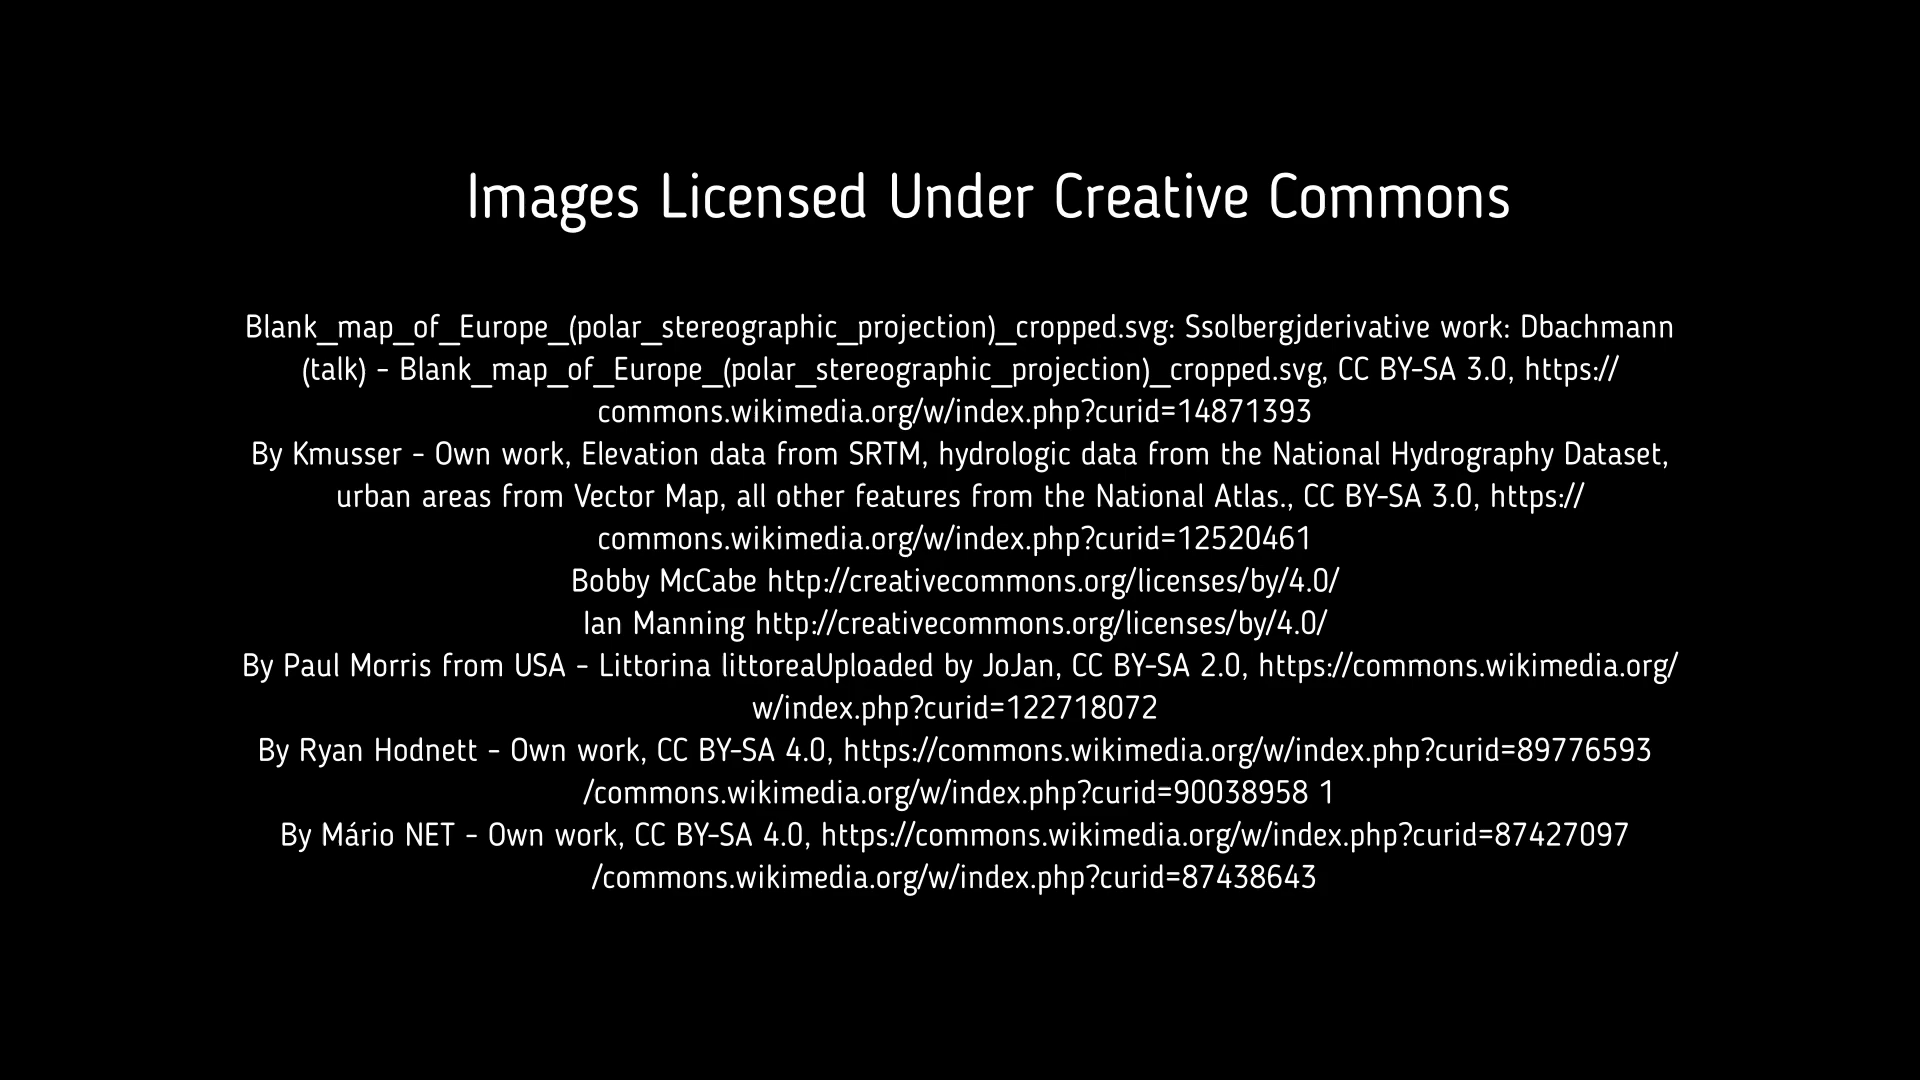 Images Licensed Under Creative Commons
Blank_map_of_Europe_(polar_stereographic_projection)_cropped.svg: Ssolbergjderivative work: Dbachmann
(talk) - Blank_map_of_Europe_(polar_stereographic_projection)_cropped.svg, CC BY-SA 3.0, https://
commons.wikimedia.org/w/index.php?curid=14871393
By Kmusser - Own work, Elevation data from SRTM, hydrologic data from the National Hydrography Dataset,
urban areas from Vector Map, all other features from the National Atlas., CC BY-SA 3.0, https://
commons.wikimedia.org/w/index.php?curid=12520461
Bobby McCabe http://creativecommons.org/licenses/by/4.0/
Ian Manning http://creativecommons.org/licenses/by/4.0/
By Paul Morris from USA - Littorina littoreaUploaded by JoJan, CC BY-SA 2.0, https://commons.wikimedia.org/
w/index.php?curid=122718072
By Ryan Hodnett - Own work, CC BY-SA 4.0, https://commons.wikimedia.org/w/index.php?curid=89776593
/commons.wikimedia.org/w/index.php?curid=90038958 1
By Mário NET - Own work, CC BY-SA 4.0, https://commons.wikimedia.org/w/index.php?curid=87427097
/commons.wikimedia.org/w/index.php?curid=87438643